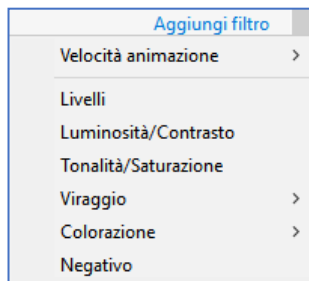 Aggiungi filtro
Velocità animazione
Livelli
Luminosità/Contrasto
Tonalità/Saturazione
Viraggio
Colorazione
Negativo